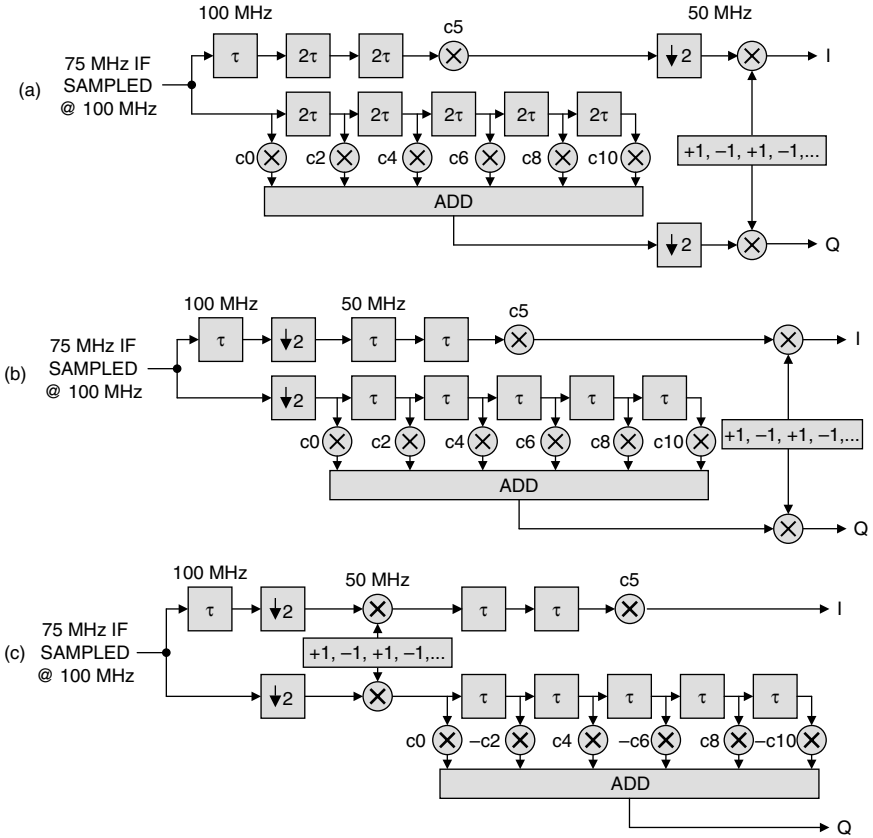 100 MHz
50 MHz
c5
75 MHz IF
SAMPLED
@ 100 MHz
(a)
τ
2τ
2τ
↓2
I
2τ
2τ
2τ
2τ
2τ
c0
c2
c4
c6
c8
c10
+1, –1, +1, –1,...
ADD
↓2
Q
100 MHz
50 MHz
c5
75 MHz IF
SAMPLED
@ 100 MHz
(b)
τ
↓2
τ
τ
I
↓2
τ
τ
τ
τ
τ
c0
c2
c4
c6
c8
c10
+1, –1, +1, –1,...
ADD
Q
100 MHz
50 MHz
c5
75 MHz IF
SAMPLED
@ 100 MHz
(c)
τ
↓2
τ
τ
I
+1, –1, +1, –1,...
↓2
τ
τ
τ
τ
τ
c0
–c2
c4
–c6
c8
–c10
ADD
Q